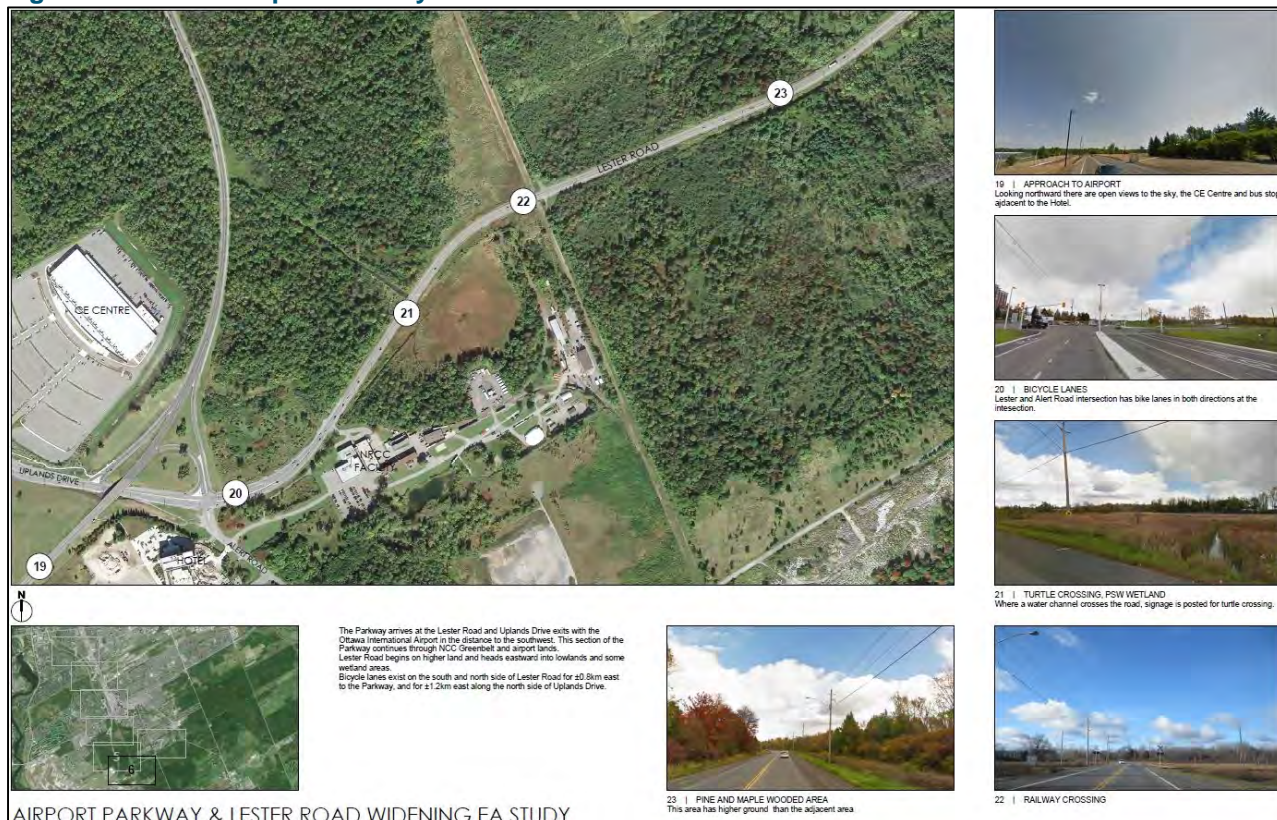 23
LESTER ROAD
22
21
CE CENTRE
NRCC
FACILITY
UPLANDS DRIVE
20
HOTEL
ROAD
19
N
6
The Parkway arrives at the Lester Road and Uplands Drive exits with the
Ottawa International Airport in the distance to the southwest. This section of the
Parkway continues through NCC Greenbelt and airport lands.
Lester Road begins on higher land and heads eastward into lowlands and some
wetland areas.
Bicycle lanes exist on the south and north side of Lester Road for ±0.8km east
to the Parkway, and for ±1.2km east along the north side of Uplands Drive.
19 | APPROACH TO AIRPORT
Looking northward there are open views to the sky, the CE Centre and bus stop
ajdacent to the Hotel.
20 | BICYCLE LANES
Lester and Alert Road intersection has bike lanes in both directions at the
intesection.
21 | TURTLE CROSSING, PSW WETLAND
Where a water channel crosses the road, signage is posted for turtle crossing.
23 | PINE AND MAPLE WOODED AREA
This area has higher ground than the adjacent area
22 | RAILWAY CROSSING
AIRPORT PARKWAY & LESTER ROAD WIDENING EA STUDY